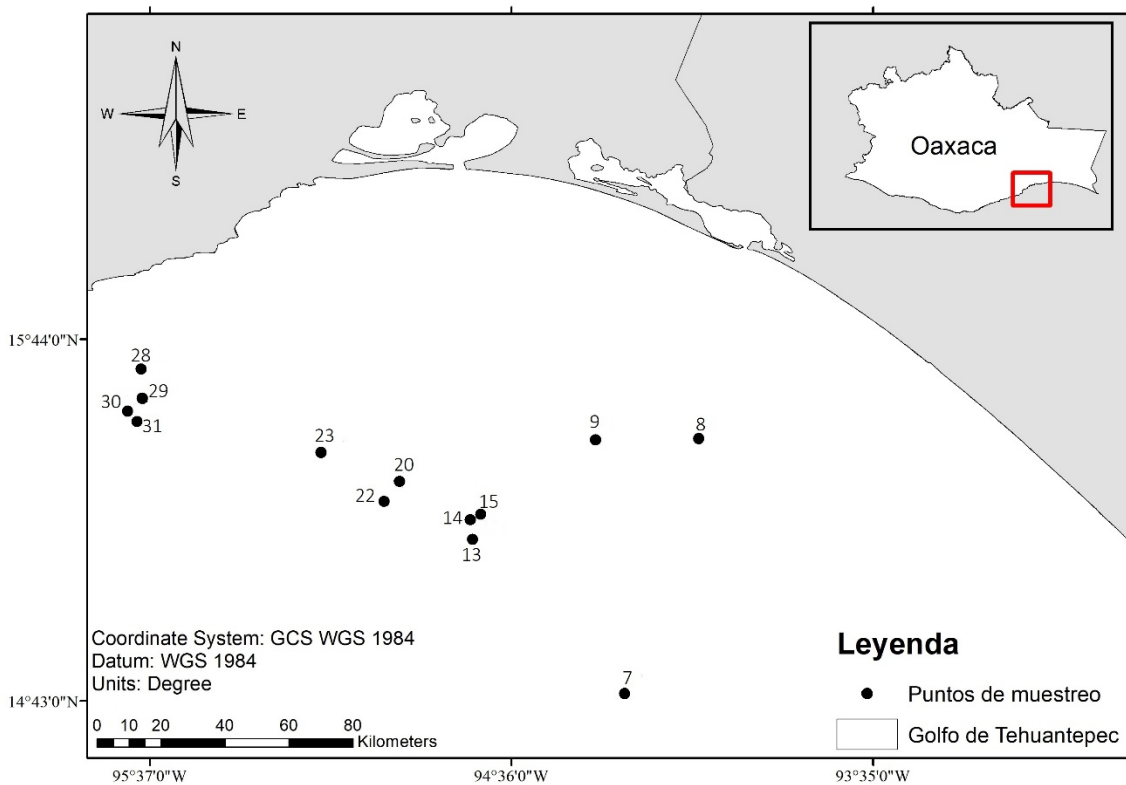 N
W E
S
Oaxaca
15°44'0"N
28
29
30
31
23
9
8
20
22
15
14
13
Coordinate System: GCS WGS 1984
Datum: WGS 1984
Units: Degree
0 10 20 40 60 80
Kilometers
7
14°43'0"N
Leyenda
Puntos de muestreo
Golfo de Tehuantepec
95°37'0"W 94°36'0"W 93°35'0"W